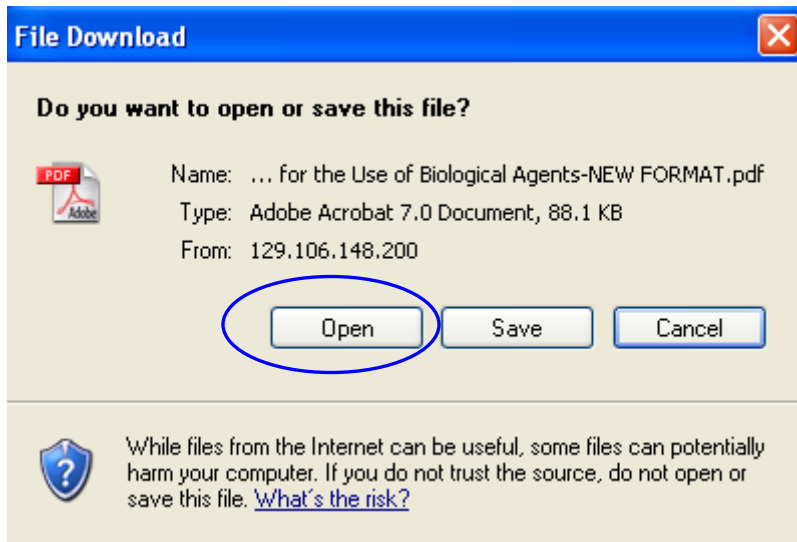 File Download
Do you want to open or save this file?
PDF
Adobe
Name: ... for the Use of Biological Agents-NEW FORMAT.pdf
Type: Adobe Acrobat 7.0 Document, 88.1 KB
From: 129.106.148.200
Open Save Cancel
While files from the Internet can be useful, some files can potentially
harm your computer. If you do not trust the source, do not open or
save this file. What's the risk?